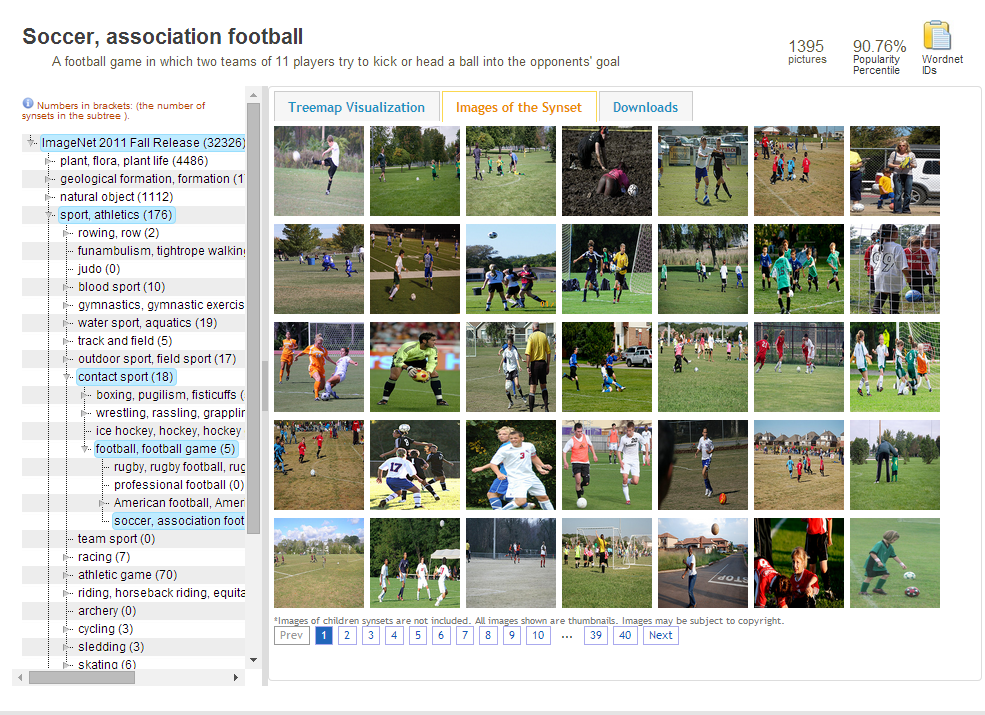 Soccer, association football
A football game in which two teams of 11 players try to kick or head a ball into the opponents' goal
1395
pictures
90.76%
Popularity
Percentile
Wordnet
IDs
Numbers in brackets: (the number of
synsets in the subtree ).
ImageNet 2011 Fall Release (32326)
plant, flora, plant life (4486)
geological formation, formation (1
natural object (1112)
sport, athletics (176)
rowing, row (2)
funambulism, tightrope walkin
judo (0)
blood sport (10)
gymnastics, gymnastic exercis
water sport, aquatics (19)
track and field (5)
outdoor sport, field sport (17)
contact sport (18)
boxing, pugilism, fisticuffs (
wrestling, rassling, grapplin
ice hockey, hockey, hockey
football, football game (5)
rugby, rugby football, rug
professional football (0)
American football, Amer
soccer, association foot
team sport (0)
racing (7)
athletic game (70)
riding, horseback riding, equita
archery (0)
cycling (3)
sledding (3)
skating (6)
Treemap Visualization
Images of the Synset
Downloads
99
17
3
20
STOP
*Images of children synsets are not included. All images shown are thumbnails. Images may be subject to copyright.
Prev 1 2 3 4 5 6 7 8 9 10 ... 39 40 Next